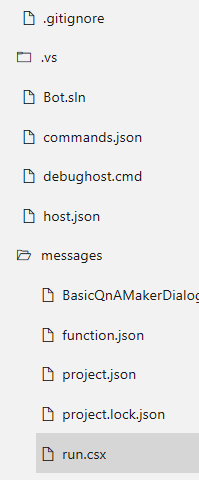 .gitignore
.vs
Bot.sln
commands.json
debughost.cmd
host.json
messages
BasicQnAMakerDialog
function.json
project.json
project.lock.json
run.csx